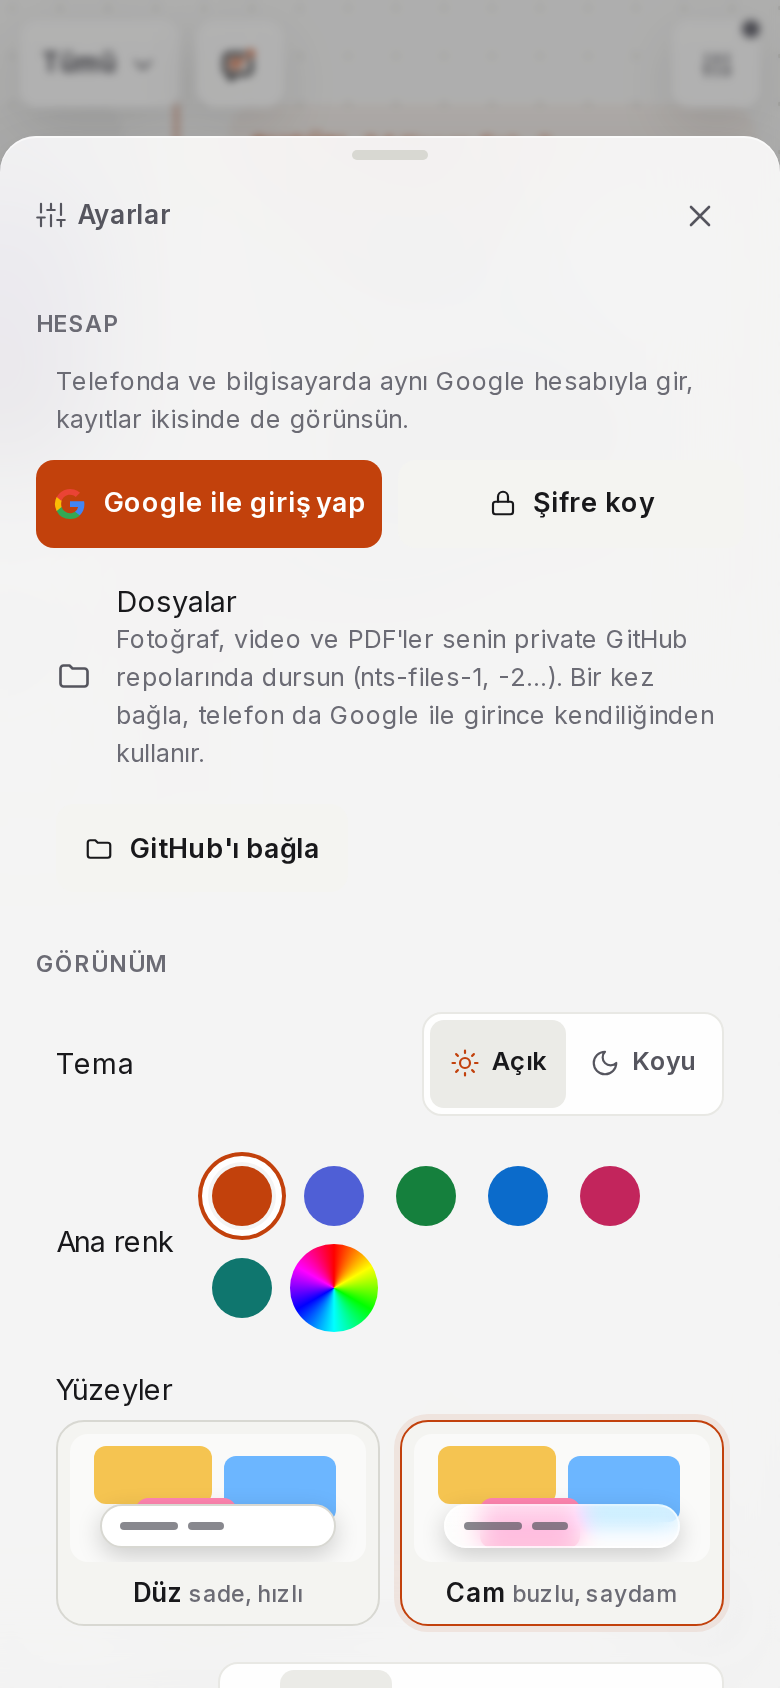 Tümü
Ayarlar
HESAP
Telefonda ve bilgisayarda aynı Google hesabıyla gir,
kayıtlar ikisinde de görünsün.
Google ile giriş yap
Şifre koy
Dosyalar
Fotoğraf, video ve PDF'ler senin private GitHub
repolarında dursun (nts-files-1, -2…). Bir kez
bağla, telefon da Google ile girince kendiliğinden
kullanır.
GitHub'ı bağla
GÖRÜNÜM
Tema
Açık
Koyu
Ana renk
Yüzeyler
Düz sade, hızlı
Cam buzlu, saydam